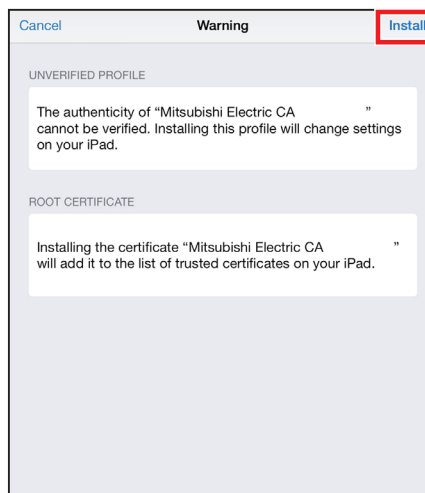 Cancel Warning Install
UNVERIFIED PROFILE
The authenticity of “Mitsubishi Electric CA ”
cannot be verified. Installing this profile will change settings
on your iPad.
ROOT CERTIFICATE
Installing the certificate “Mitsubishi Electric CA ”
will add it to the list of trusted certificates on your iPad.